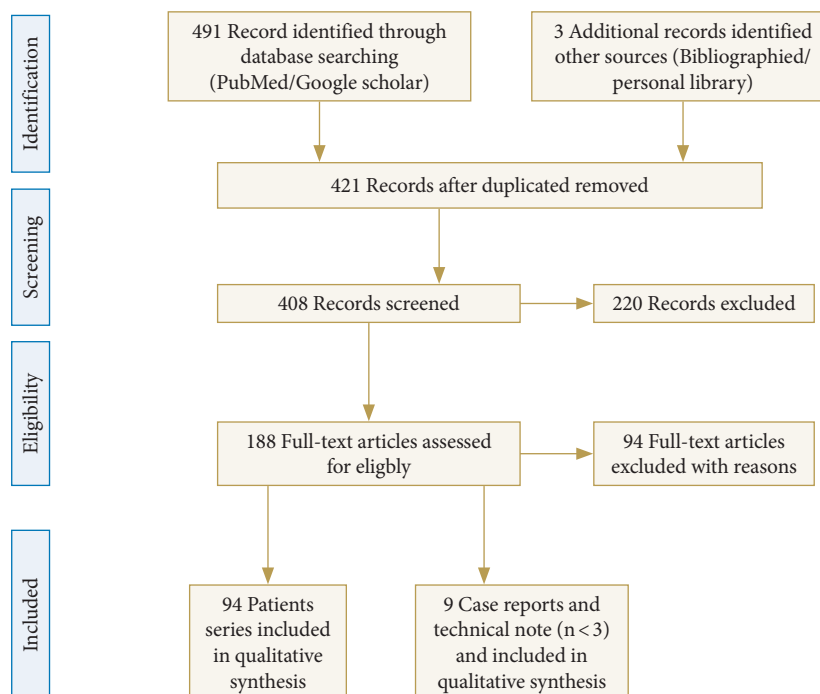 Identification
491 Record identified through
database searching
(PubMed/Google scholar)
3 Additional records identified
other sources (Bibliographied/
personal library)
421 Records after duplicated removed
Screening
408 Records screened
220 Records excluded
Eligibility
188 Full-text articles assessed
for eligbly
94 Full-text articles
excluded with reasons
Included
94 Patients
series included
in qualitative
synthesis
9 Case reports and
technical note (n < 3)
and included in
qualitative synthesis